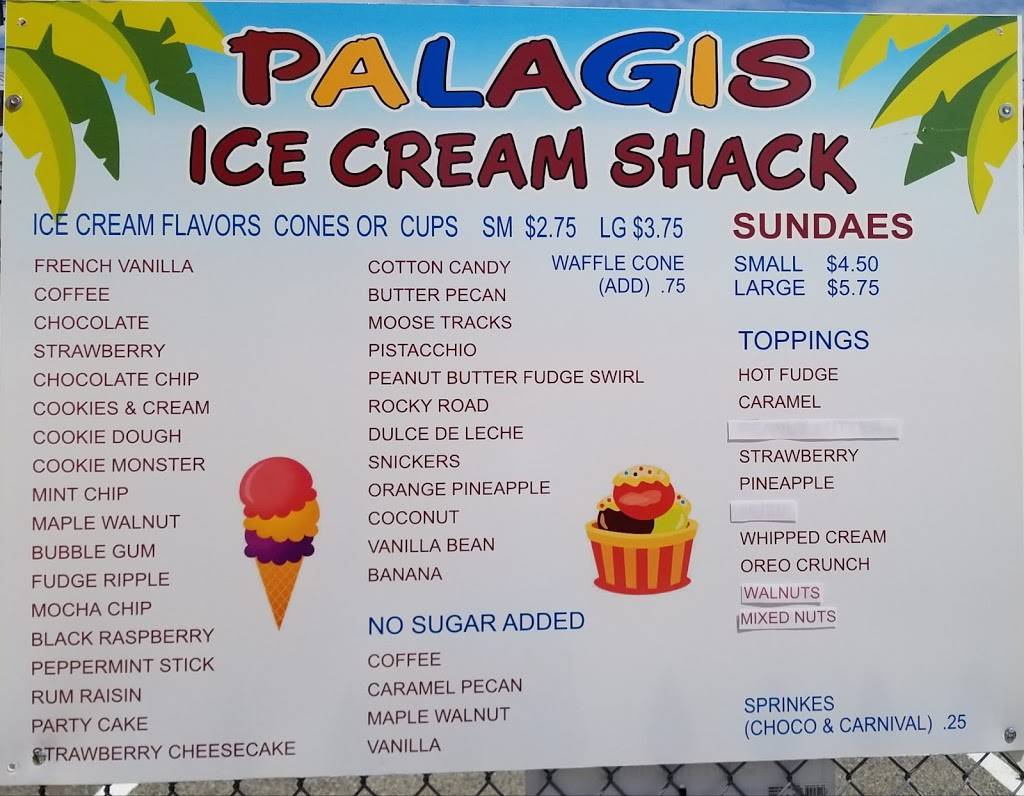 PALAGIS
ICE CREAM SHACK
ICE CREAM FLAVORS CONES OR CUPS SM $2.75 LG $3.75
WAFFLE CONE
(ADD) .75
FRENCH VANILLA
COFFEE
CHOCOLATE
STRAWBERRY
CHOCOLATE CHIP
COOKIES & CREAM
COOKIE DOUGH
COOKIE MONSTER
MINT CHIP
MAPLE WALNUT
BUBBLE GUM
FUDGE RIPPLE
MOCHA CHIP
BLACK RASPBERRY
PEPPERMINT STICK
RUM RAISIN
PARTY CAKE
STRAWBERRY CHEESECAKE
COTTON CANDY
BUTTER PECAN
MOOSE TRACKS
PISTACCHIO
PEANUT BUTTER FUDGE SWIRL
ROCKY ROAD
DULCE DE LECHE
SNICKERS
ORANGE PINEAPPLE
COCONUT
VANILLA BEAN
BANANA
NO SUGAR ADDED
COFFEE
CARAMEL PECAN
MAPLE WALNUT
VANILLA
SUNDAES
SMALL $4.50
LARGE $5.75
TOPPINGS
HOT FUDGE
CARAMEL
STRAWBERRY
PINEAPPLE
WHIPPED CREAM
OREO CRUNCH
WALNUTS
MIXED NUTS
SPRINKES
(CHOCO & CARNIVAL) .25